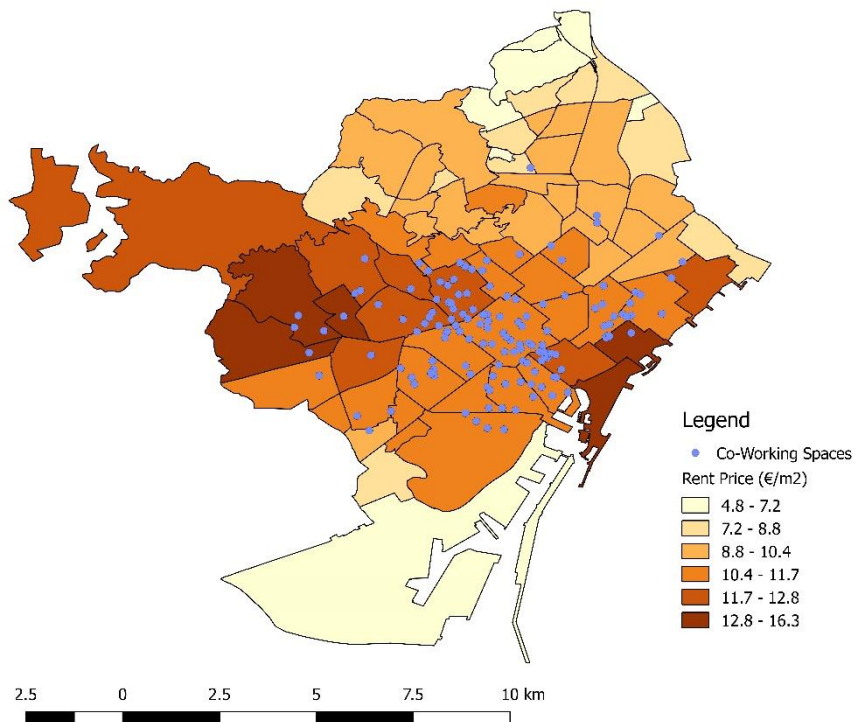 Legend
Co-Working Spaces
Rent Price (€/m2)
4.8 - 7.2
7.2 - 8.8
8.8 - 10.4
10.4 - 11.7
11.7 - 12.8
12.8 - 16.3
2.5 0 2.5 5 7.5 10 km